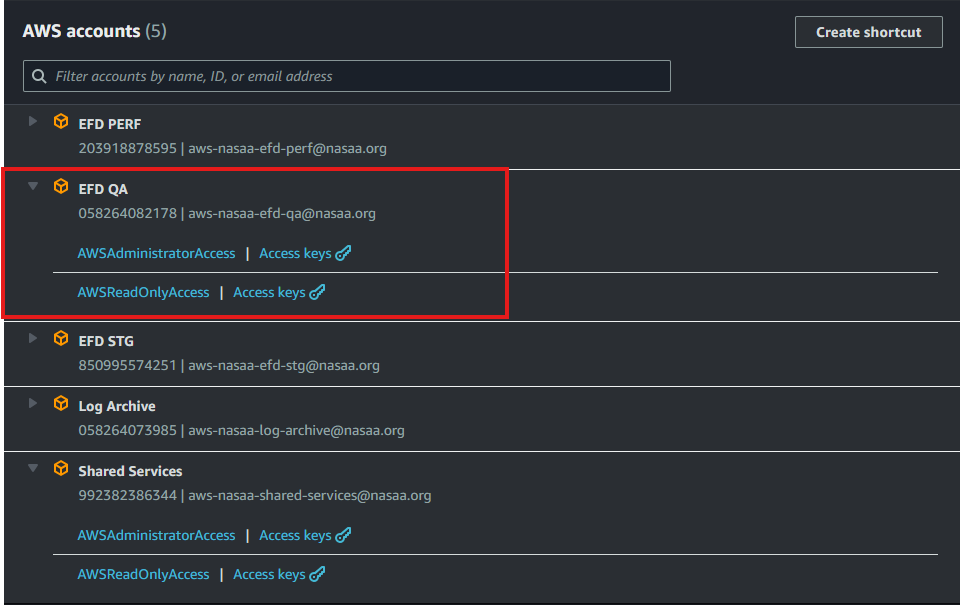 AWS accounts (5)
Create shortcut
Filter accounts by name, ID, or email address
EFD PERF
203918878595 | aws-nasaa-efd-perf@nasaa.org
EFD QA
058264082178 | aws-nasaa-efd-qa@nasaa.org
AWSAdministratorAccess | Access keys
AWSReadOnlyAccess | Access keys
EFD STG
850995574251 | aws-nasaa-efd-stg@nasaa.org
Log Archive
058264073985 | aws-nasaa-log-archive@nasaa.org
Shared Services
992382386344 | aws-nasaa-shared-services@nasaa.org
AWSAdministratorAccess | Access keys
AWSReadOnlyAccess | Access keys